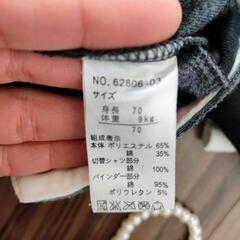 NO. 62806-03
サイズ
身長 70
体重 9kg
70
組成表示
本体 ポリエステル 65%
綿 35%
切替シャツ部分
綿 100%
バインダー部分
綿 95%
ポリウレタン 5%